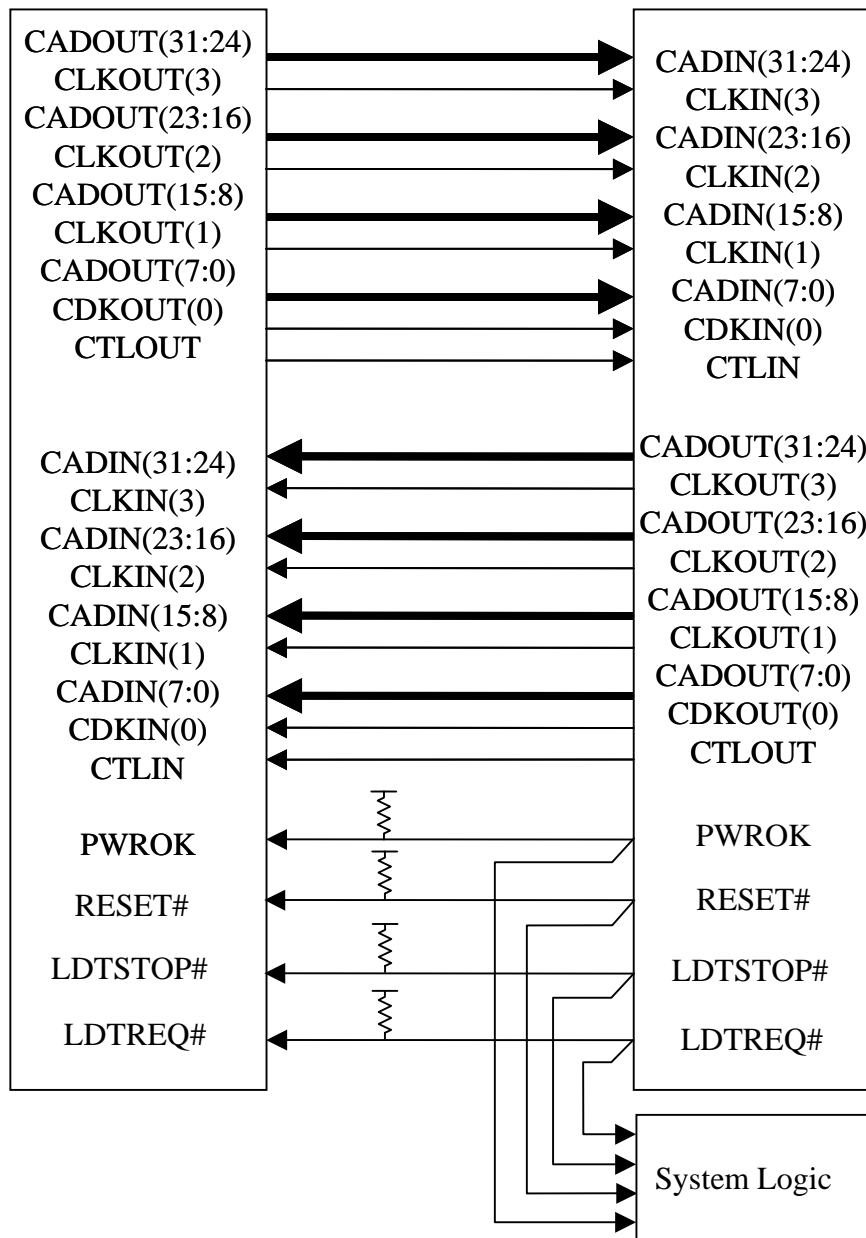 CADOUT(31:24)
CLKOUT(3)
CADOUT(23:16)
CLKOUT(2)
CADOUT(15:8)
CLKOUT(1)
CADOUT(7:0)
CDKOUT(0)
CTLOUT
CADIN(31:24)
CLKIN(3)
CADIN(23:16)
CLKIN(2)
CADIN(15:8)
CLKIN(1)
CADIN(7:0)
CDKIN(0)
CTLIN
PWROK
RESET#
LDTSTOP#
LDTREQ#
CADIN(31:24)
CLKIN(3)
CADIN(23:16)
CLKIN(2)
CADIN(15:8)
CLKIN(1)
CADIN(7:0)
CDKIN(0)
CTLIN
CADOUT(31:24)
CLKOUT(3)
CADOUT(23:16)
CLKOUT(2)
CADOUT(15:8)
CLKOUT(1)
CADOUT(7:0)
CDKOUT(0)
CTLOUT
PWROK
RESET#
LDTSTOP#
LDTREQ#
System Logic